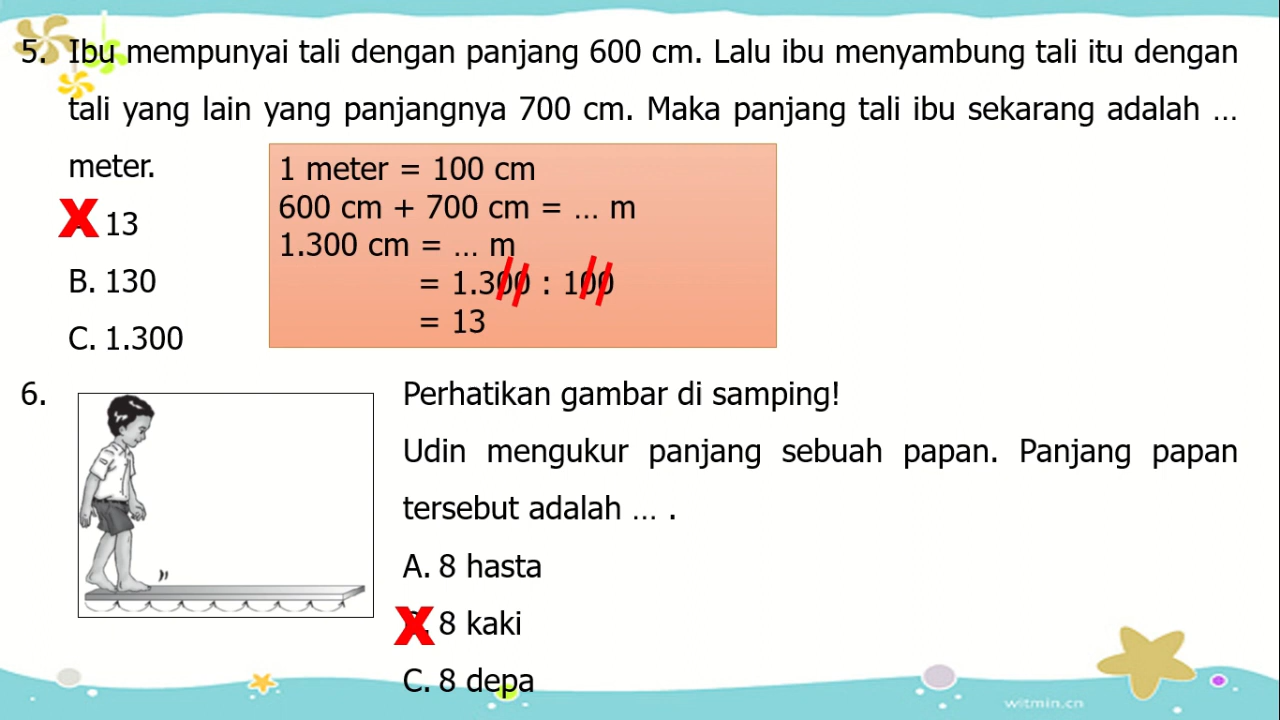 5. Ibu mempunyai tali dengan panjang 600 cm. Lalu ibu menyambung tali itu dengan
tali yang lain yang panjangnya 700 cm. Maka panjang tali ibu sekarang adalah ...
meter.
1 meter = 100 cm
600 cm + 700 cm = ... m
1.300 cm = ... m
= 1.300 : 100
= 13
X 13
B. 130
C. 1.300
6.
Perhatikan gambar di samping!
Udin mengukur panjang sebuah papan. Panjang papan
tersebut adalah ... .
A. 8 hasta
X 8 kaki
C. 8 depa
witmin.cn